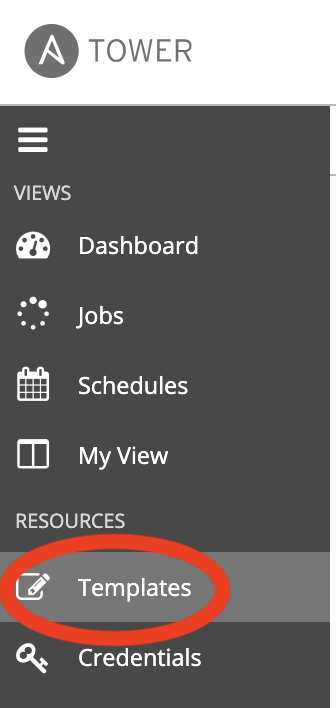 TOWER
VIEWS
Dashboard
Jobs
Schedules
My View
RESOURCES
Templates
Credentials